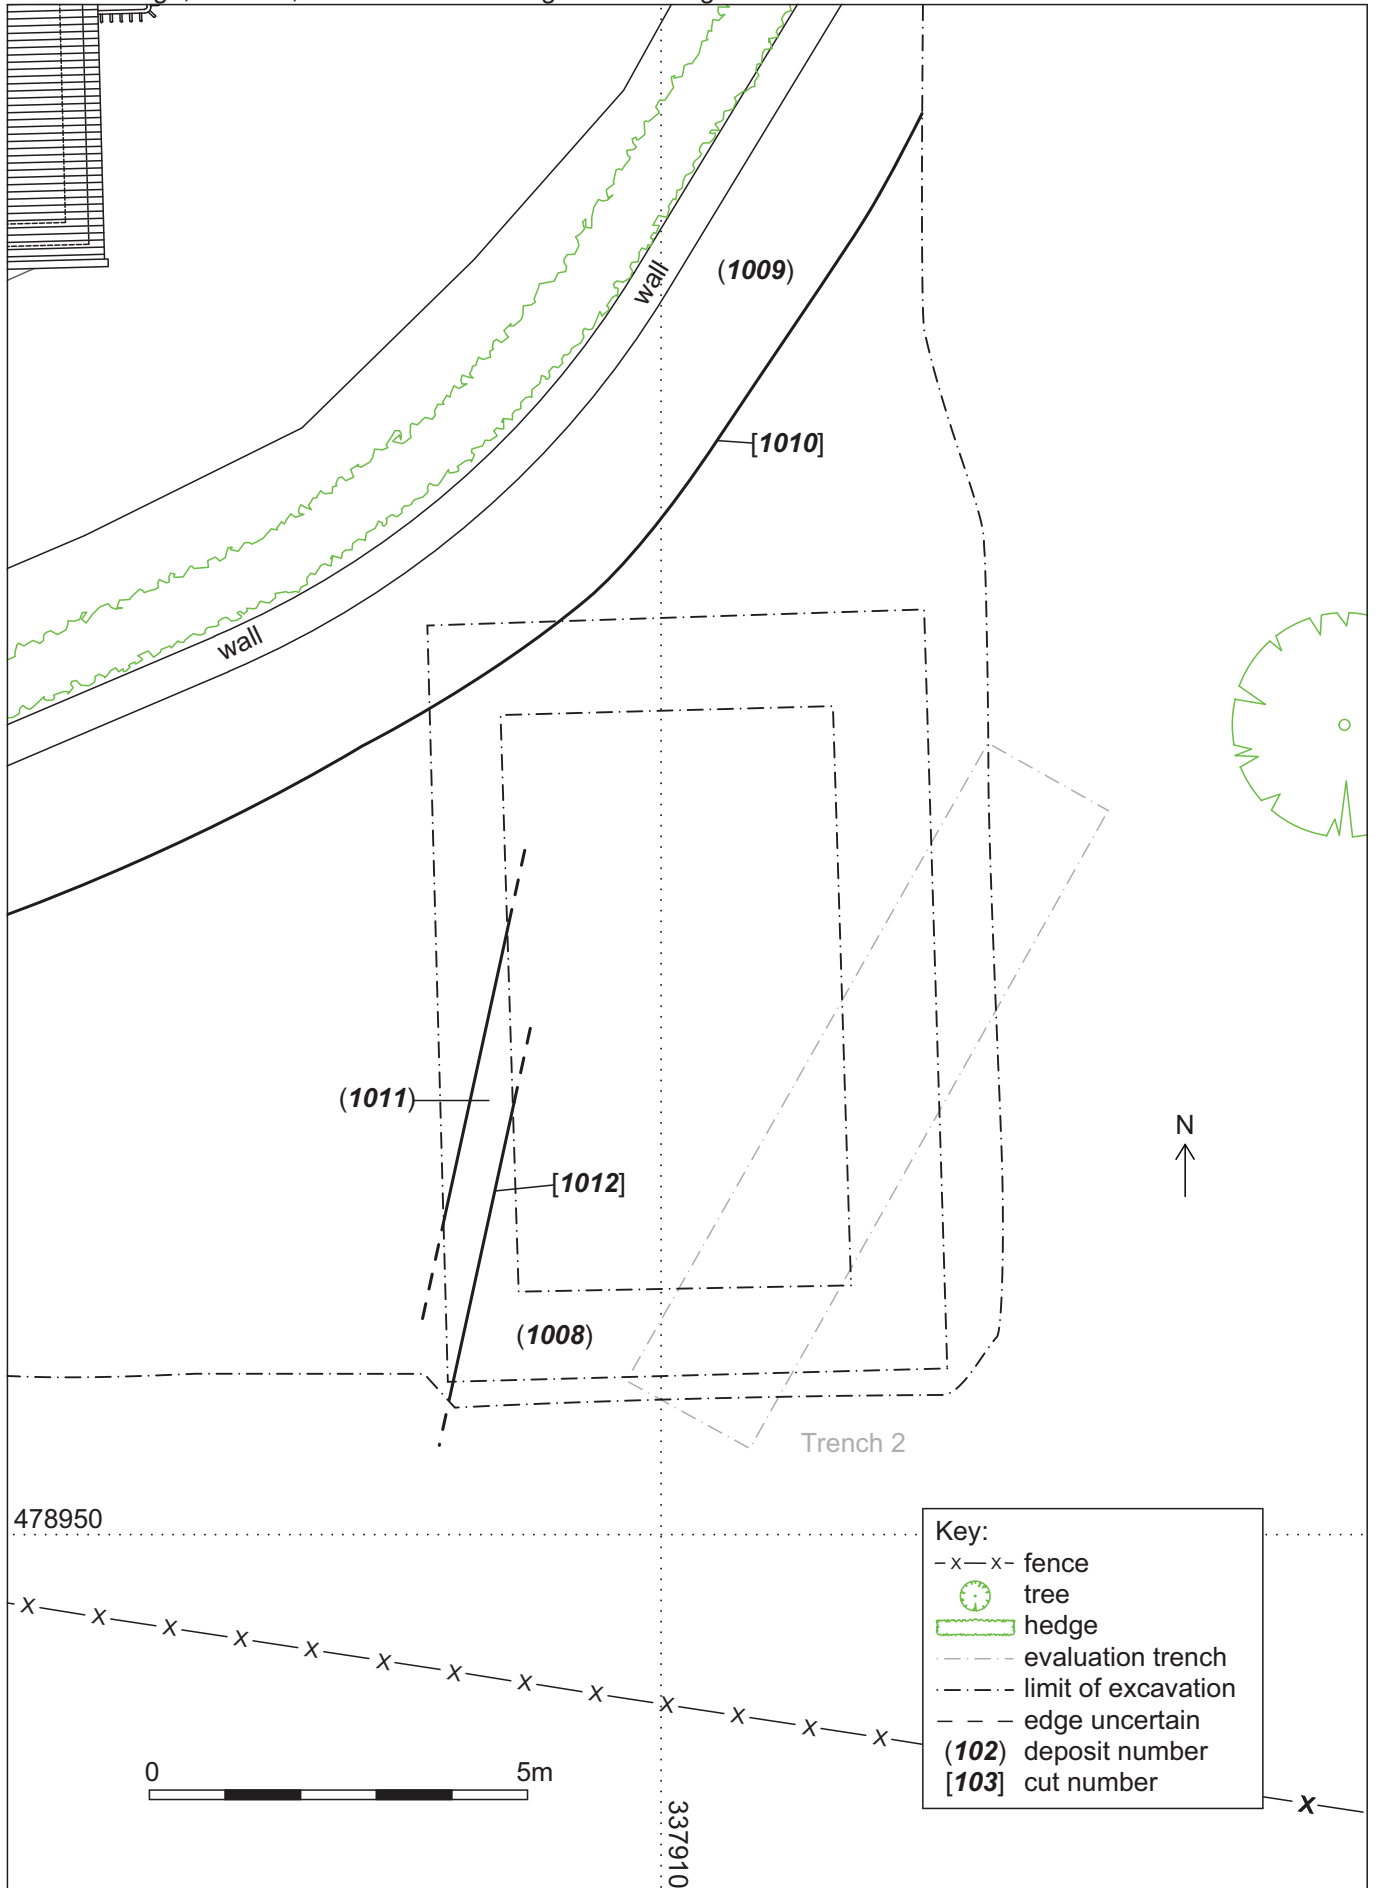 wall
(1009)
[1010]
wall
(1011)
N
[1012]
(1008)
Trench 2
478950
Key:
-x—x- fence
tree
hedge
evaluation trench
limit of excavation
edge uncertain
(102) deposit number
[103] cut number
x x x x x x x x x x x x x x
0 5m
337910